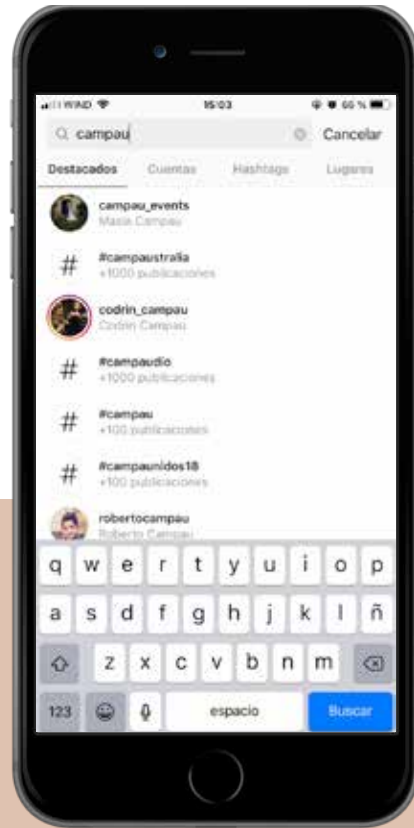 WIND 15:03 66 %
campau Cancelar
Destacados Cuentas Hashtags Lugares
campau_events
Maria Campau
# #campaustralia
+1000 publicaciones
codrin_campau
Codrin Campau
# #campaudio
+1000 publicaciones
# #campau
+100 publicaciones
# #campaunidos18
+100 publicaciones
robertocampau
Roberto Campau
q w e r t y u i o p
a s d f g h j k l ñ
z x c v b n m
123 espacio Buscar